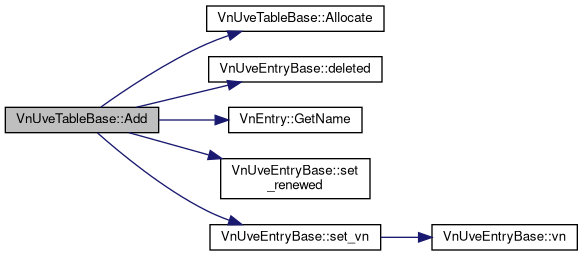 VnUveTableBase::Allocate
VnUveEntryBase::deleted
VnUveTableBase::Add
VnEntry::GetName
VnUveEntryBase::set
_renewed
VnUveEntryBase::set_vn
VnUveEntryBase::vn